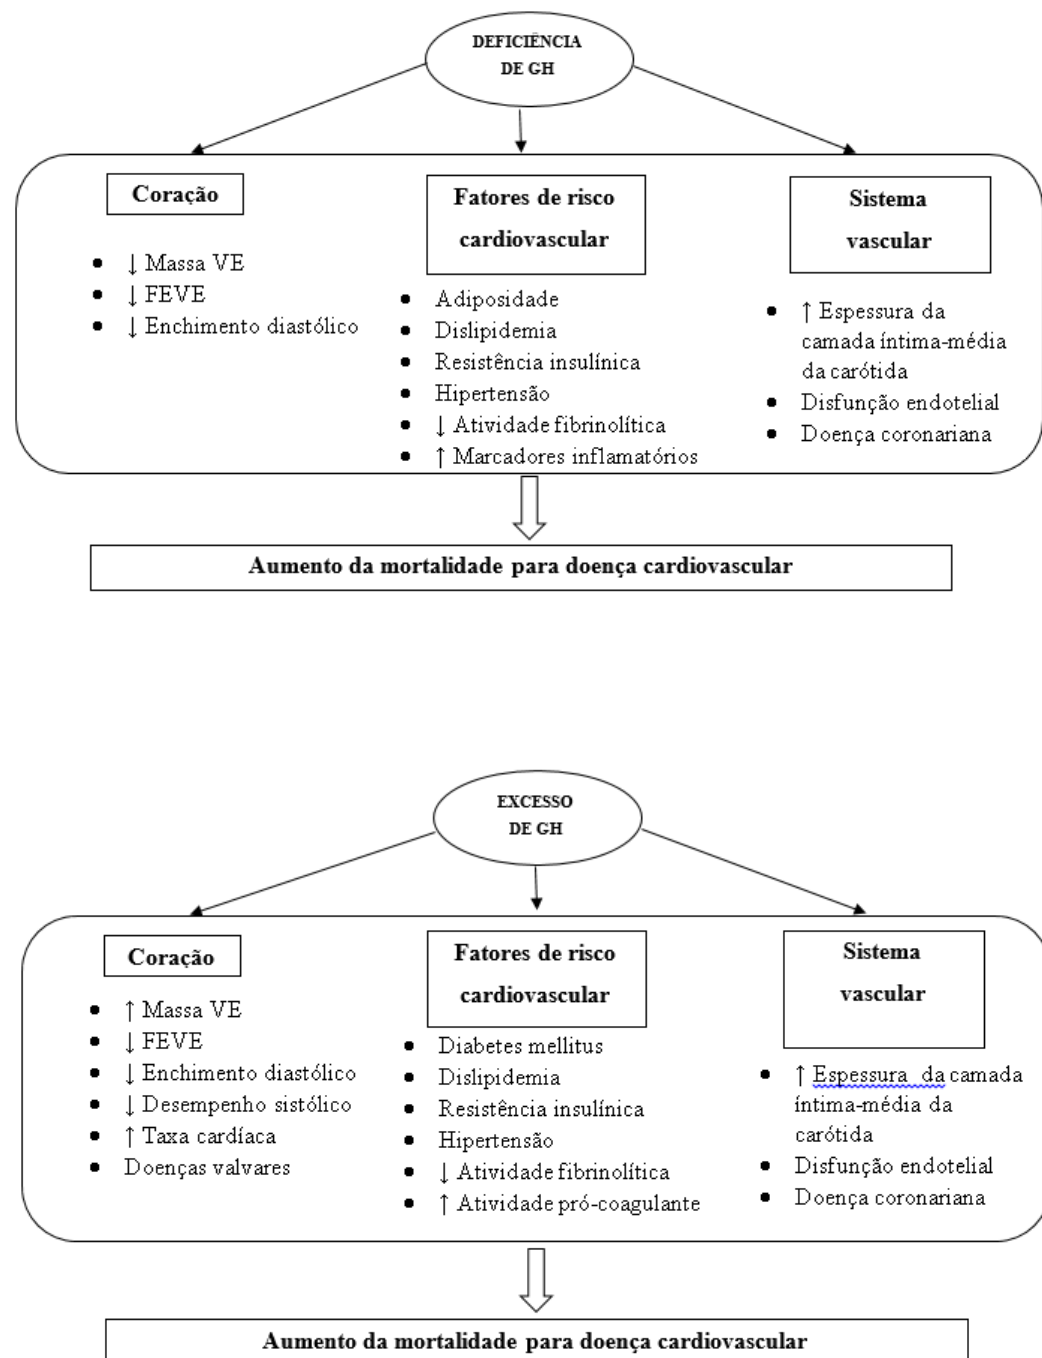 DEFICIÊNCIA
DE GH
Coração
↓ Massa VE
↓ FEVE
↓ Enchimento diastólico
Fatores de risco
cardiovascular
Adiposidade
Dislipidemia
Resistência insulínica
Hipertensão
↓ Atividade fibrinolítica
↑ Marcadores inflamatórios
Sistema
vascular
↑ Espessura da
camada íntima-média
da carótida
Disfunção endotelial
Doença coronariana
Aumento da mortalidade para doença cardiovascular
EXCESSO
DE GH
Coração
↑ Massa VE
↓ FEVE
↓ Enchimento diastólico
↓ Desempenho sistólico
↑ Taxa cardíaca
Doenças valvares
Fatores de risco
cardiovascular
Diabetes mellitus
Dislipidemia
Resistência insulínica
Hipertensão
↓ Atividade fibrinolítica
↑ Atividade pró-coagulante
Sistema
vascular
↑ Espessura da camada
íntima-média da
carótida
Disfunção endotelial
Doença coronariana
Aumento da mortalidade para doença cardiovascular